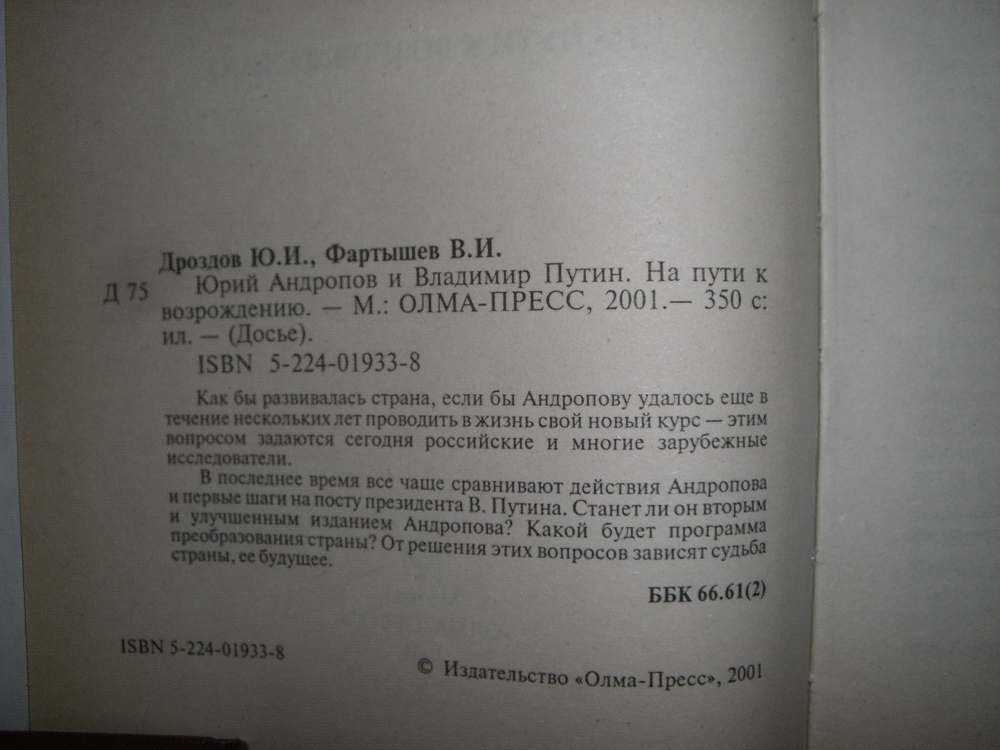 Дроздов Ю.И., Фартышев В.И.
Д 75
Юрий Андропов и Владимир Путин. На пути к
возрождению. — М.: ОЛМА-ПРЕСС, 2001.— 350 с:
ил. — (Досье).
ISBN 5-224-01933-8
Как бы развивалась страна, если бы Андропову удалось еще в
течение нескольких лет проводить в жизнь свой новый курс — этим
вопросом задаются сегодня российские и многие зарубежные
исследователи.
В последнее время все чаще сравнивают действия Андропова
и первые шаги на посту президента В. Путина. Станет ли он вторым
и улучшенным изданием Андропова? Какой будет программа
преобразования страны? От решения этих вопросов зависят судьба
страны, ее будущее.
ББК 66.61(2)
ISBN 5-224-01933-8
© Издательство «Олма-Пресс», 2001